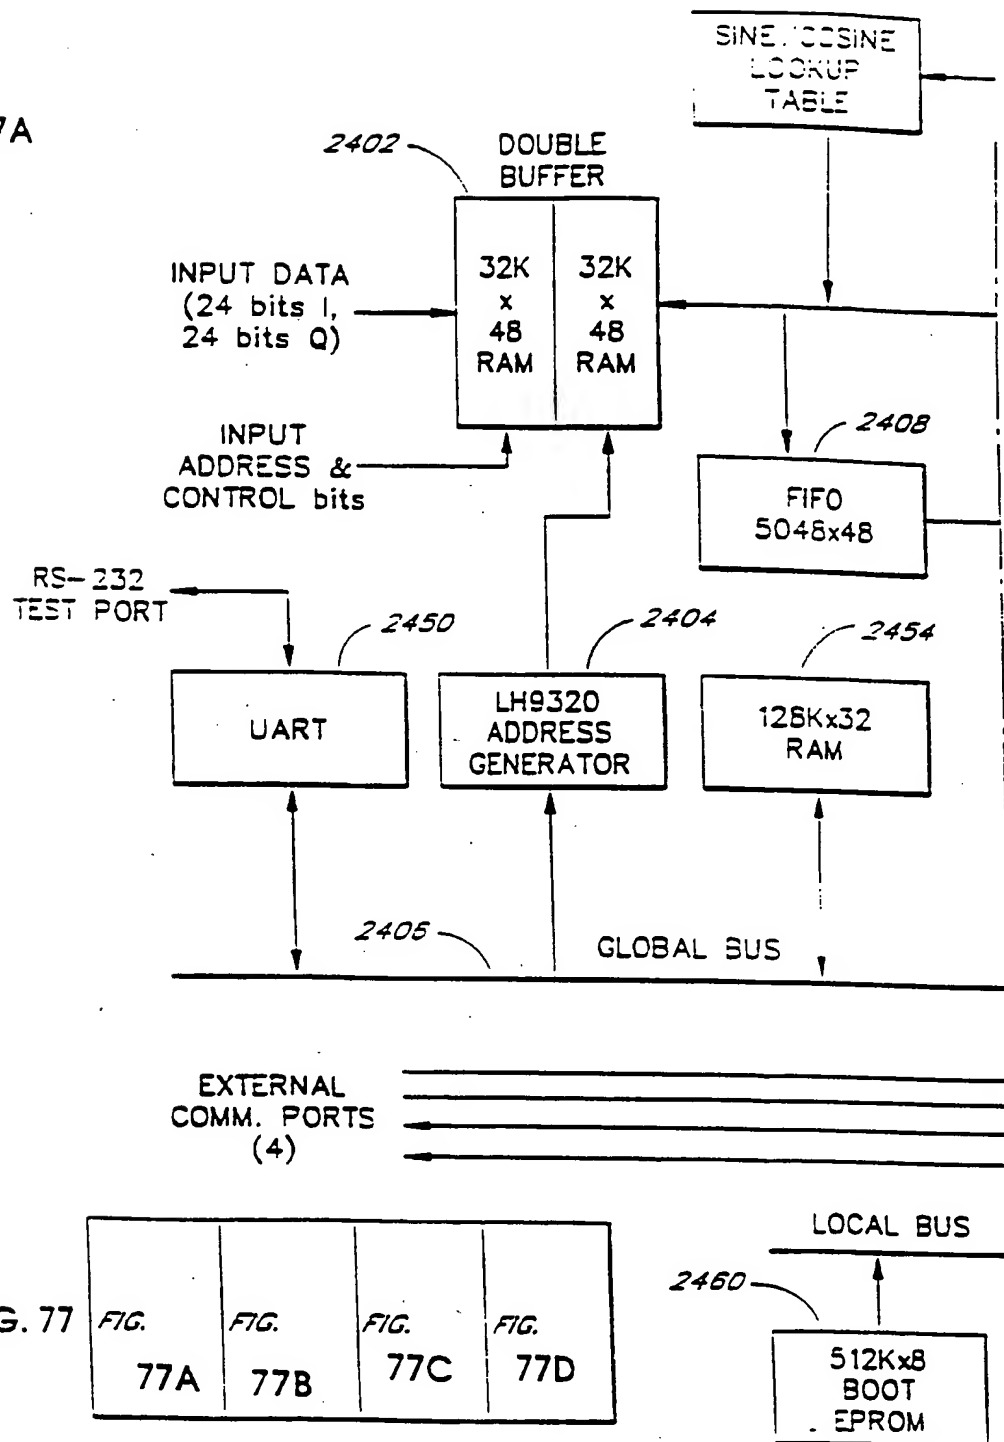 SINE/COSINE
LOOKUP
TABLE
7A
2402
DOUBLE
BUFFER
INPUT DATA
(24 bits I,
24 bits Q)
32K
x
48
RAM
32K
x
48
RAM
INPUT
ADDRESS &
CONTROL bits
2408
FIFO
5048x48
RS-232
TEST PORT
2450
2404
2454
UART
LH9320
ADDRESS
GENERATOR
128Kx32
RAM
2405
GLOBAL BUS
EXTERNAL
COMM. PORTS
(4)
LOCAL BUS
2460
G. 77
FIG.
77A
FIG.
77B
FIG.
77C
FIG.
77D
512Kx8
BOOT
EPROM